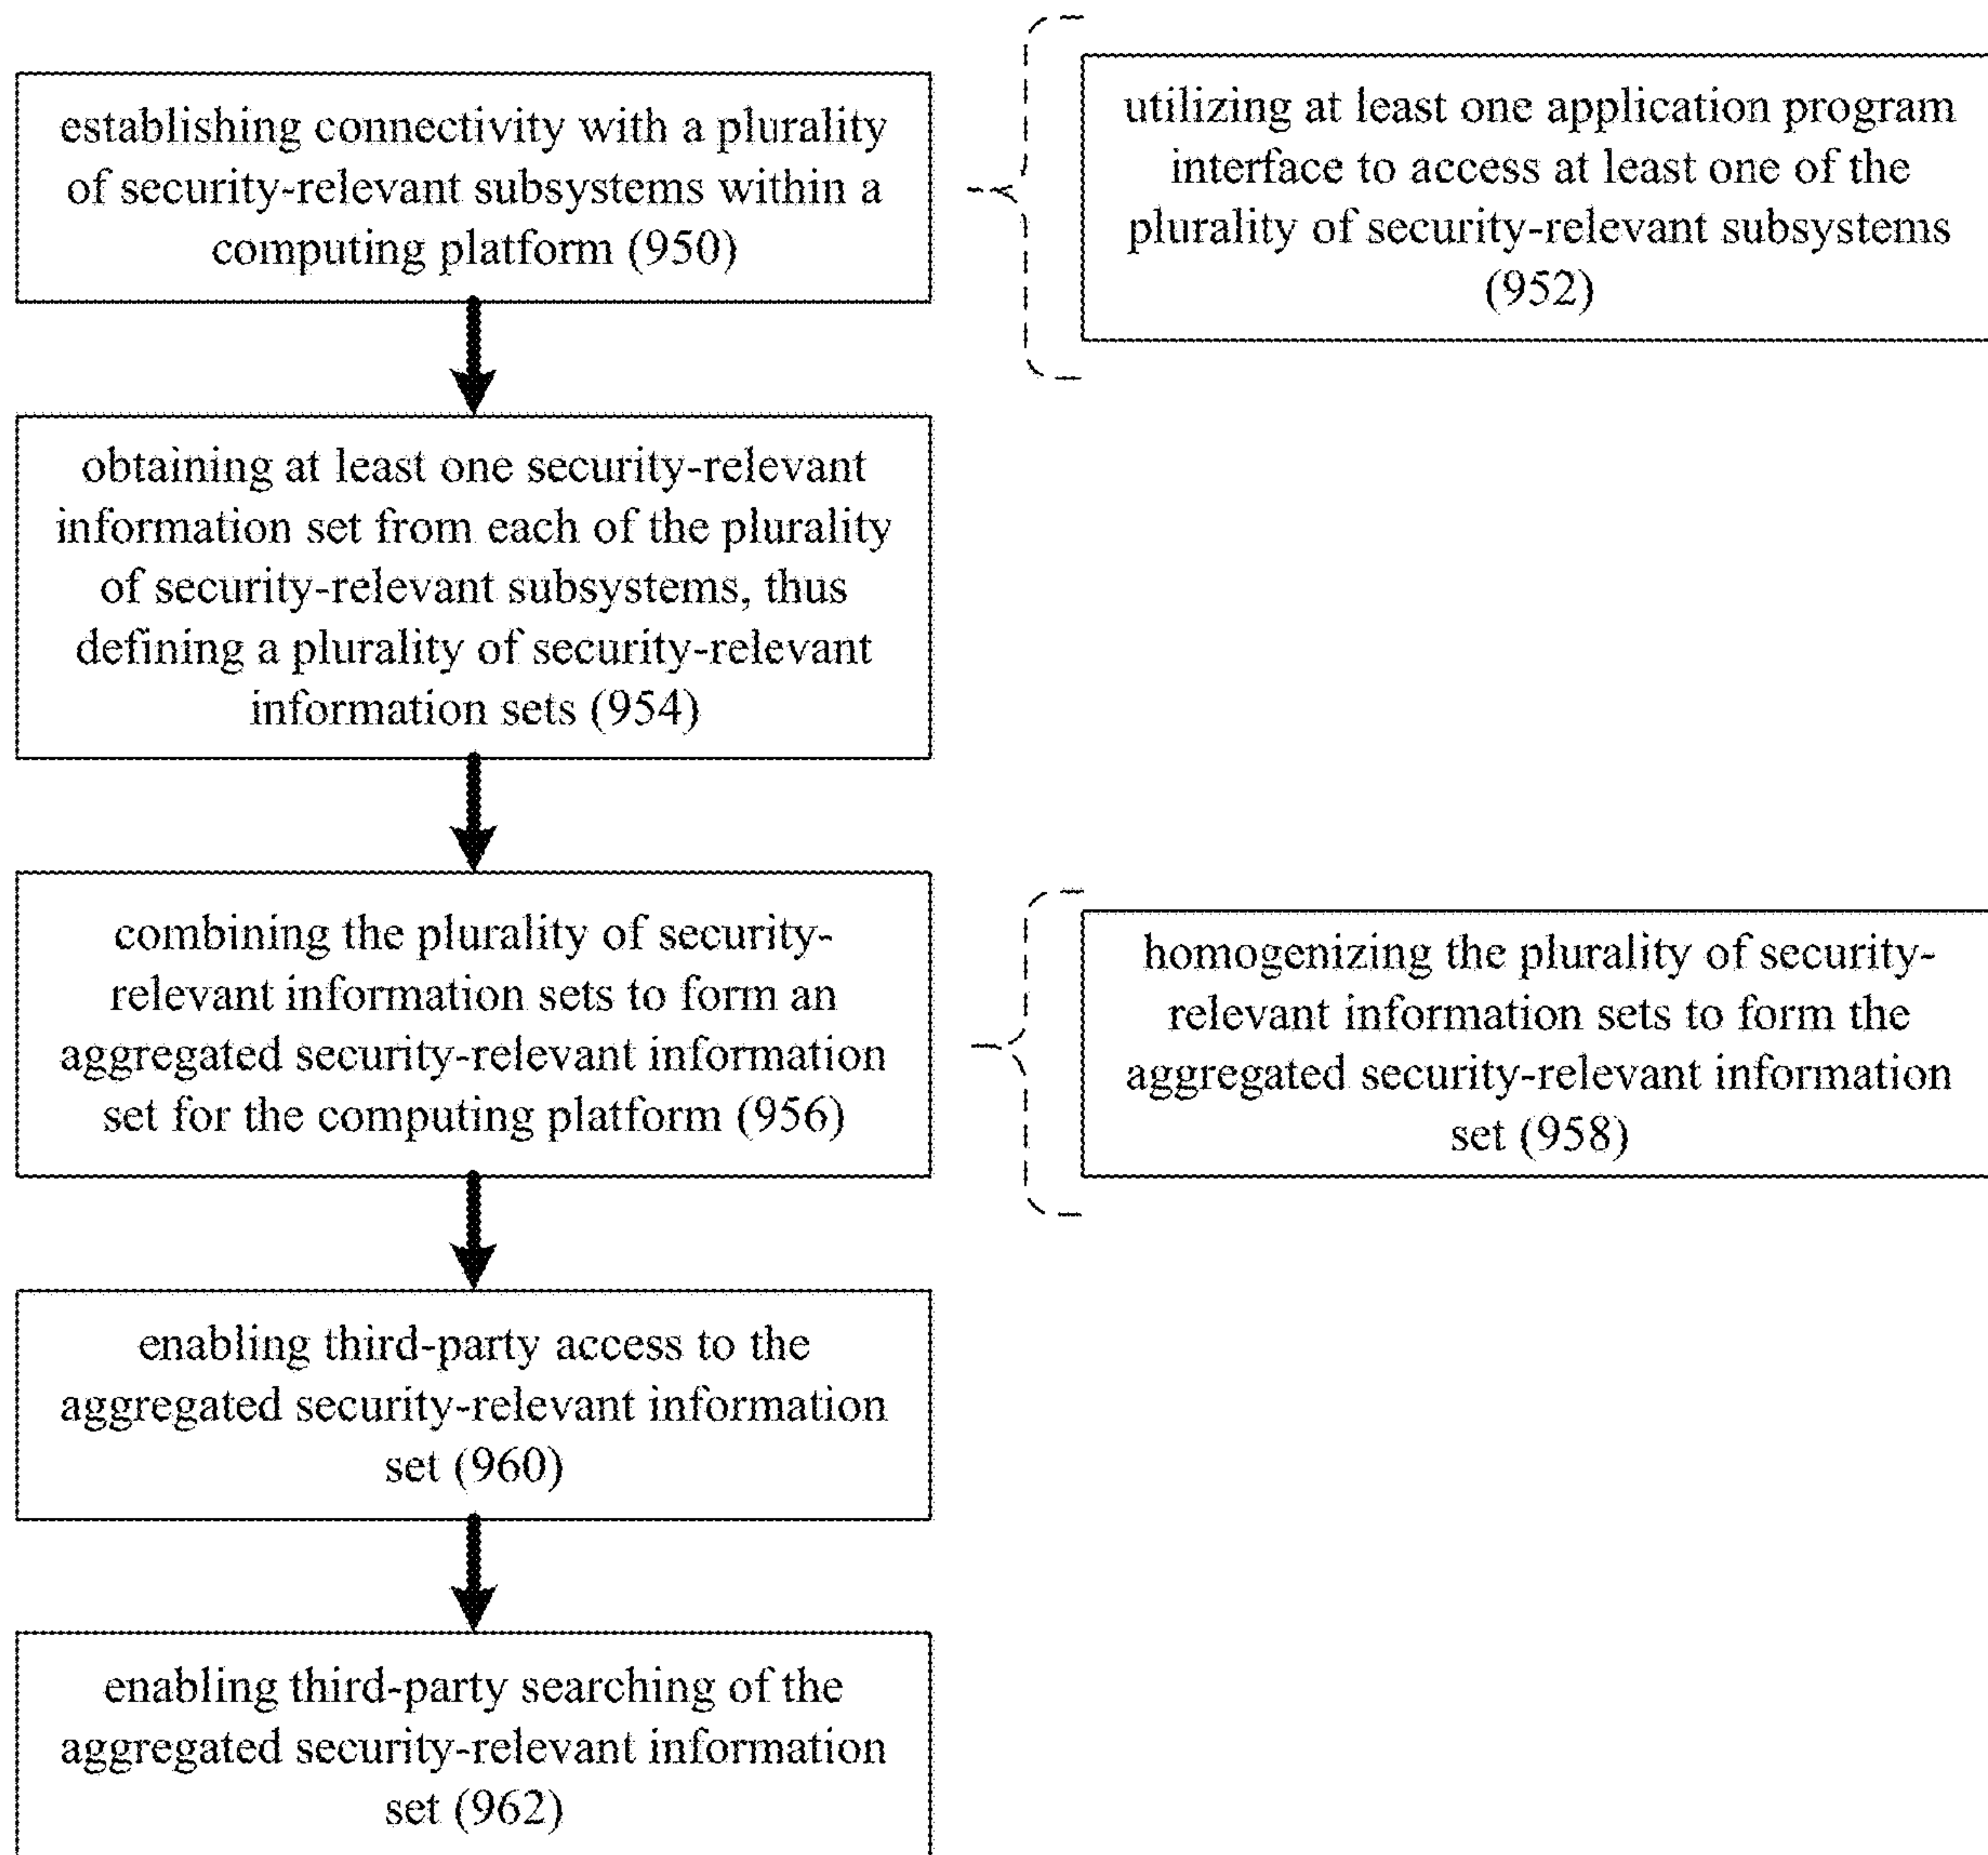 establishing connectivity with a plurality
of security-relevant subsystems within a
computing platform (950)
utilizing at least one application program
interface to access at least one of the
plurality of security-relevant subsystems
(952)
obtaining at least one security-relevant
information set from each of the plurality
of security-relevant subsystems, thus
defining a plurality of security-relevant
information sets (954)
combining the plurality of security-
relevant information sets to form an
aggregated security-relevant information
set for the computing platform (956)
homogenizing the plurality of security-
relevant information sets to form the
aggregated security-relevant information
set (958)
enabling third-party access to the
aggregated security-relevant information
set (960)
enabling third-party searching of the
aggregated security-relevant information
set (962)